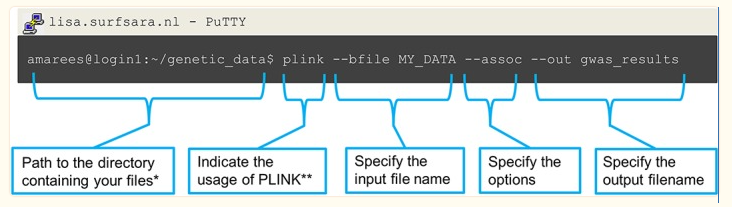 lisa.surfsara.nl - PuTTY
amarees@login1:~/genetic_data$ plink --bfile MY_DATA --assoc --out gwas_results
Path to the directory
containing your files*
Indicate the
usage of PLINK**
Specify the
input file name
Specify the
options
Specify the
output filename